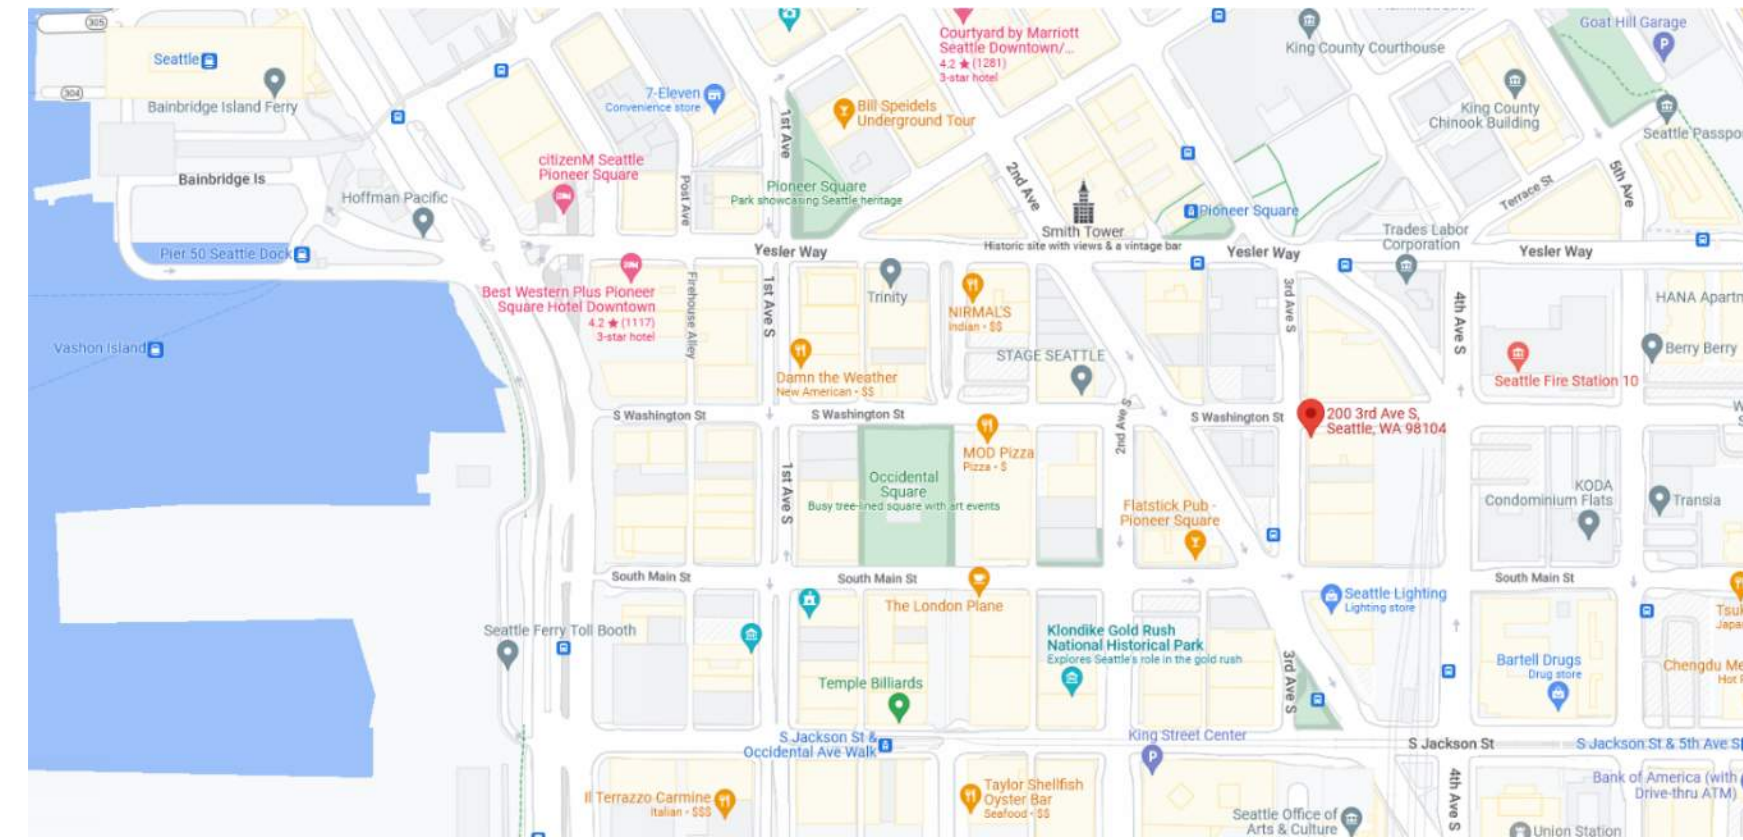 305
Seattle
304
Bainbridge Island Ferry
Bainbridge Is
Hoffman Pacific
Pier 50 Seattle Dock
Vashon Island
7-Eleven
Convenience store
citizenM Seattle
Pioneer Square
Post Ave
1st Ave
Best Western Plus Pioneer
Square Hotel Downtown
4.2 ★ (1117)
3-star hotel
Firehouse Alley
Courtyard by Marriott
Seattle Downtown/...
4.2 ★ (1281)
3-star hotel
Bill Speidels
Underground Tour
Pioneer Square
Park showcasing Seattle heritage
2nd Ave
Smith Tower
Historic site with views & a vintage bar
Pioneer Square
King County Courthouse
Goat Hill Garage
P
King County
Chinook Building
Seattle Passpo
5th Ave
Terrace St
Trades Labor
Corporation
Yesler Way
Yesler Way
Yesler Way
1st Ave S
Trinity
NIRMAL'S
Indian • $$
3rd Ave S
4th Ave S
HANA Apartm
STAGE SEATTLE
Berry Berry
Damn the Weather
New American • $$
Seattle Fire Station 10
S Washington St
S Washington St
S Washington St
200 3rd Ave S,
Seattle, WA 98104
2nd Ave S
W
S
MOD Pizza
Pizza • $
1st Ave S
Occidental
Square
Busy tree-lined square with art events
Flatstick Pub -
Pioneer Square
KODA
Condominium Flats
Transia
South Main St
South Main St
South Main St
The London Plane
Seattle Lighting
Lighting store
Tsuk
Japa
Seattle Ferry Toll Booth
Klondike Gold Rush
National Historical Park
Explores Seattle's role in the gold rush
3rd Ave S
Bartell Drugs
Drug store
Chengdu Me
Hot P
Temple Billiards
S Jackson St &
Occidental Ave Walk
King Street Center
P
S Jackson St
S Jackson St & 5th Ave S
4th Ave S
Bank of America (with
Drive-thru ATM)
Il Terrazzo Carmine
Italian • $$$
Taylor Shellfish
Oyster Bar
Seafood • $$
Seattle Office of
Arts & Culture
Union Station